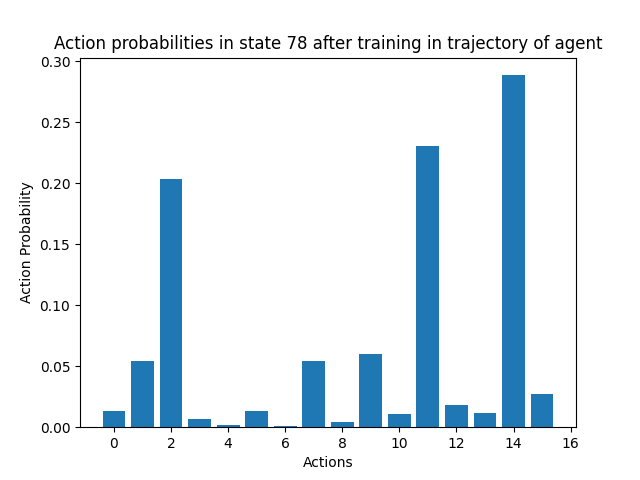 Action probabilities in state 78 after training in trajectory of agent
0.30
0.25
0.20
0.15
0.10
0.05
0.00
Action Probability
0 2 4 6 8 10 12 14 16
Actions